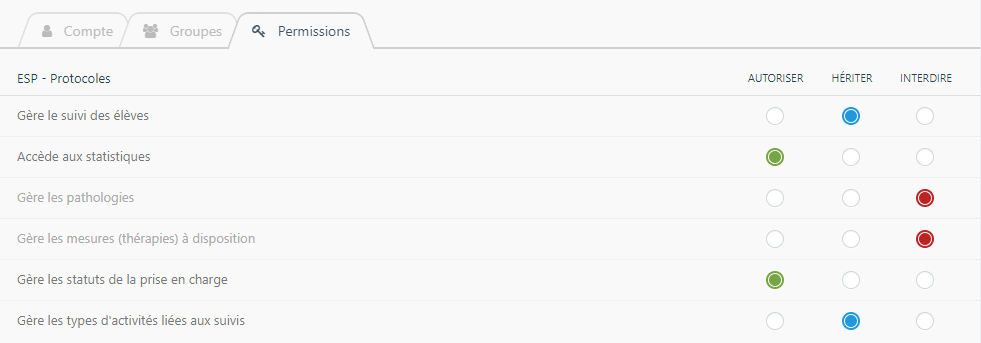 Compte Groupes Permissions
ESP - Protocoles AUTORISER HÉRITER INTERDIRE
Gère le suivi des élèves
Accède aux statistiques
Gère les pathologies
Gère les mesures (thérapies) à disposition
Gère les statuts de la prise en charge
Gère les types d'activités liées aux suivis